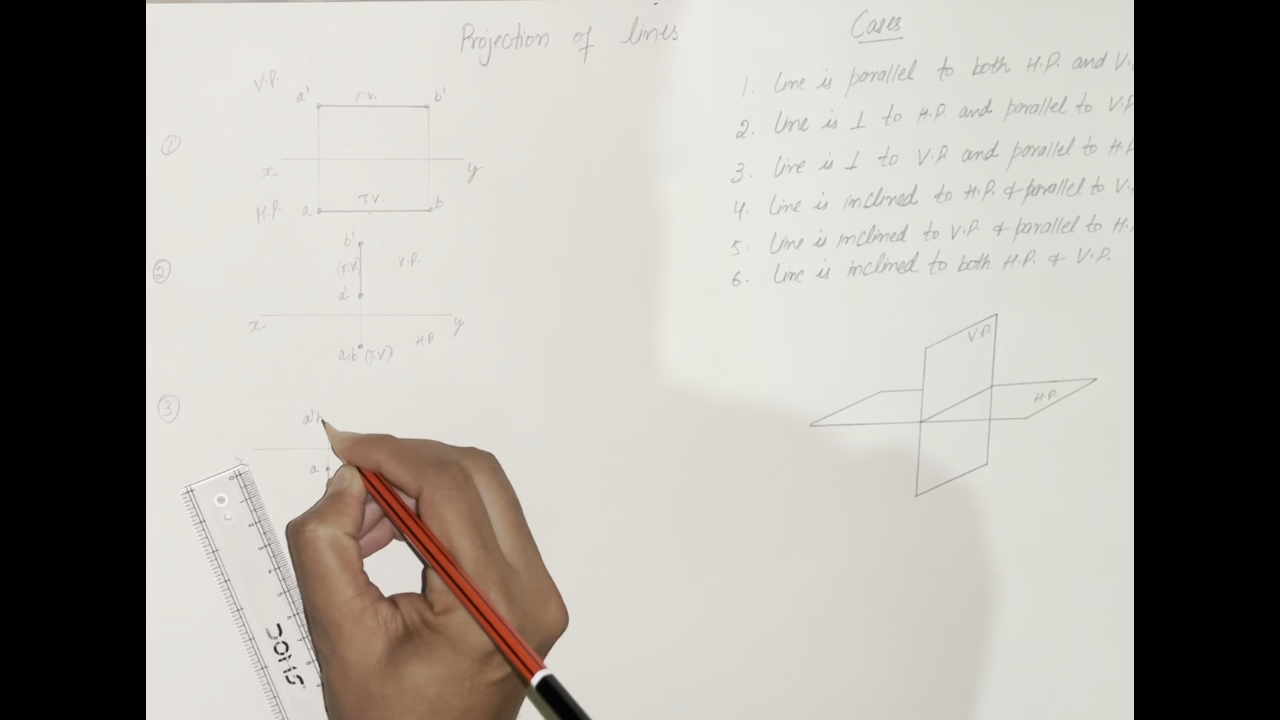 Projection of lines
V.P.
a' F.V. b'
①
x y
T.V.
H.P. a b
b'
②
(F.V) V.P.
a'
x y
H.P
a,b (T.V)
③
a'
a.
Cases
1. Line is parallel to both H.P. and V.
2. Line is ⊥ to H.P. and parallel to V.P
3. Line is ⊥ to V.P. and parallel to H.P
4. Line is inclined to H.P. & parallel to V.
5. Line is inclined to V.P & parallel to H.
6. Line is inclined to both H.P. & V.P.
V.P.
H.P.
DOMS